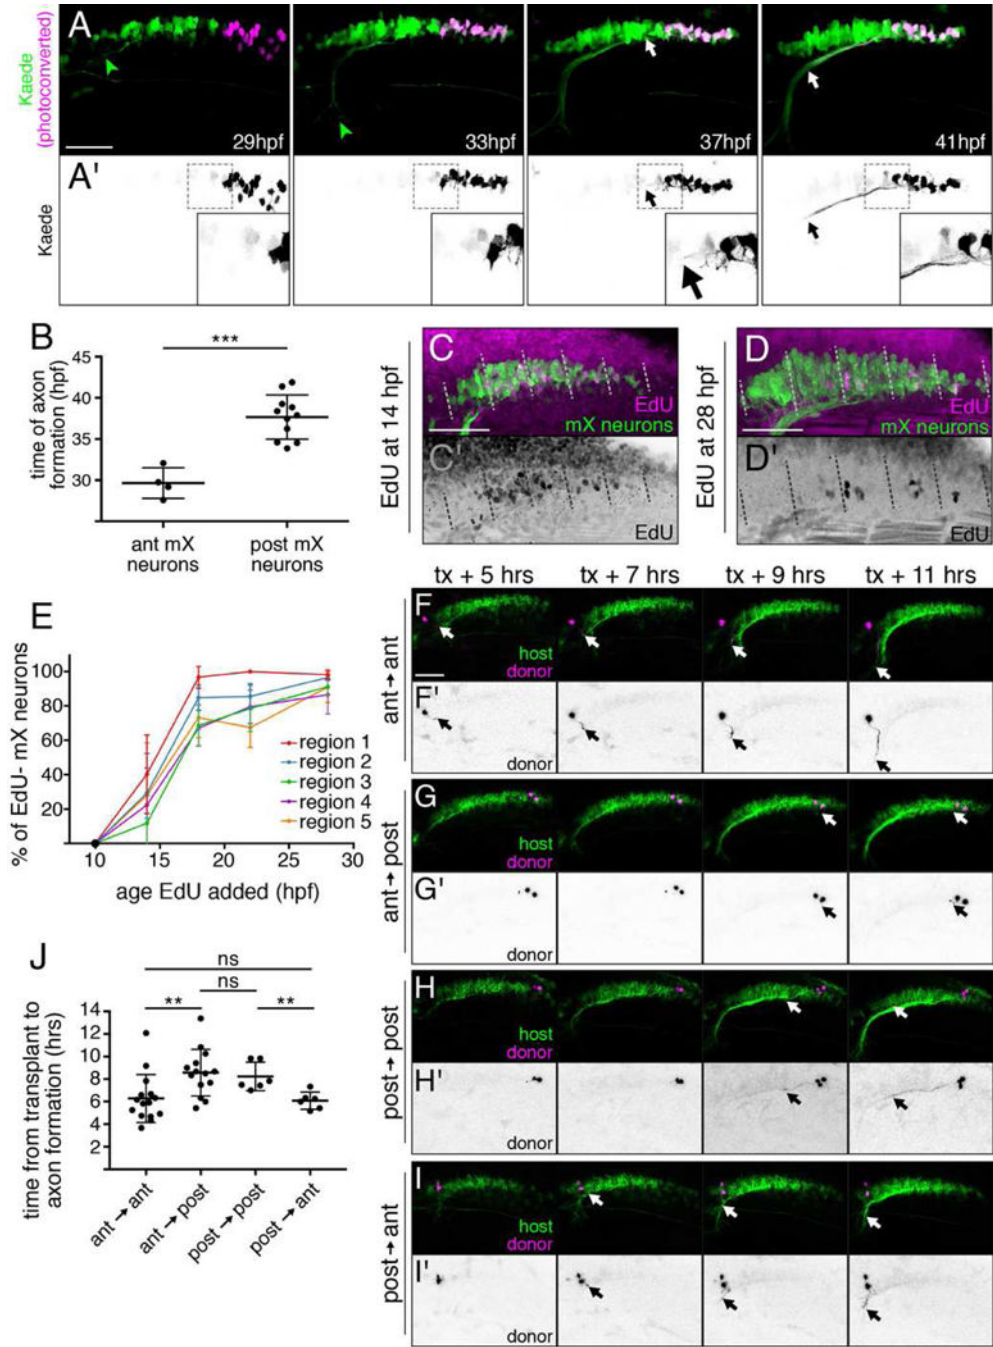 A
Kaede
(photoconverted)
29hpf
33hpf
37hpf
41hpf
A'
Kaede
B
***
time of axon
formation (hpf)
45
40
35
30
ant mX
neurons
post mX
neurons
EdU at 14 hpf
C
EdU
mX neurons
C'
EdU at 28 hpf
D
EdU
mX neurons
D'
EdU
E
% of EdU- mX neurons
100
80
60
40
20
10
15
20
25
30
age EdU added (hpf)
region 1
region 2
region 3
region 4
region 5
tx + 5 hrs
tx + 7 hrs
tx + 9 hrs
tx + 11 hrs
ant→ant
F
host
donor
F'
donor
ant→post
G
host
donor
G'
donor
post→post
H
host
donor
H'
donor
post→ant
I
host
donor
I'
donor
J
ns
ns
**
**
time from transplant to
axon formation (hrs)
14
12
10
8
6
4
2
ant → ant
ant → post
post → post
post → ant